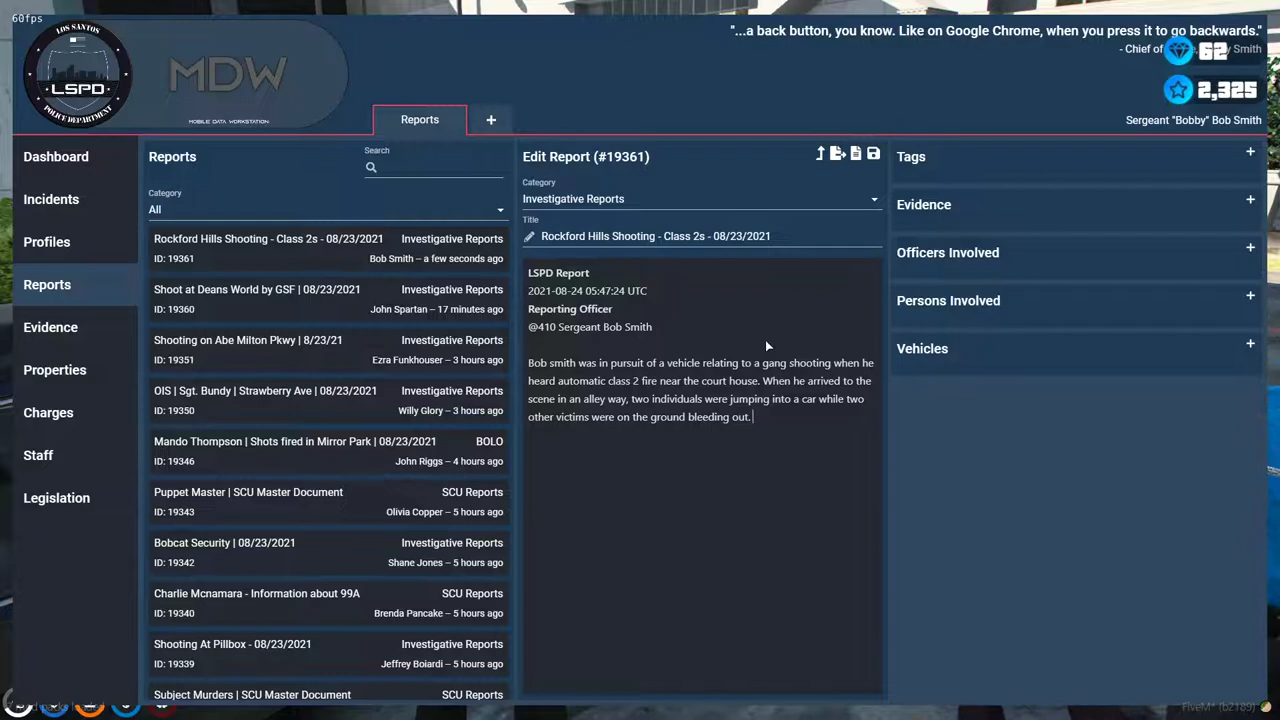 60fps
LOS SANTOS
LSPD
POLICE DEPARTMENT
MDW
MOBILE DATA WORKSTATION
"...a back button, you know. Like on Google Chrome, when you press it to go backwards."
- Chief of
Smith
62
2,325
Sergeant "Bobby" Bob Smith
Reports
+
Dashboard
Incidents
Profiles
Reports
Evidence
Properties
Charges
Staff
Legislation
Reports
Search
Category
All
Rockford Hills Shooting - Class 2s - 08/23/2021 Investigative Reports
ID: 19361 Bob Smith – a few seconds ago
Shoot at Deans World by GSF | 08/23/2021 Investigative Reports
ID: 19360 John Spartan – 17 minutes ago
Shooting on Abe Milton Pkwy | 8/23/21 Investigative Reports
ID: 19351 Ezra Funkhouser – 3 hours ago
OIS | Sgt. Bundy | Strawberry Ave | 08/23/2021 Investigative Reports
ID: 19350 Willy Glory – 3 hours ago
Mando Thompson | Shots fired in Mirror Park | 08/23/2021 BOLO
ID: 19346 John Riggs – 4 hours ago
Puppet Master | SCU Master Document SCU Reports
ID: 19343 Olivia Copper – 5 hours ago
Bobcat Security | 08/23/2021 Investigative Reports
ID: 19342 Shane Jones – 5 hours ago
Charlie Mcnamara - Information about 99A SCU Reports
ID: 19340 Brenda Pancake – 5 hours ago
Shooting At Pillbox - 08/23/2021 Investigative Reports
ID: 19339 Jeffrey Boiardi – 5 hours ago
Subject Murders | SCU Master Document SCU Reports
Edit Report (#19361)
Category
Investigative Reports
Title
Rockford Hills Shooting - Class 2s - 08/23/2021
LSPD Report
2021-08-24 05:47:24 UTC
Reporting Officer
@410 Sergeant Bob Smith
Bob smith was in pursuit of a vehicle relating to a gang shooting when he
heard automatic class 2 fire near the court house. When he arrived to the
scene in an alley way, two individuals were jumping into a car while two
other victims were on the ground bleeding out.
Tags +
Evidence +
Officers Involved +
Persons Involved +
Vehicles +
FiveM* (b2189)